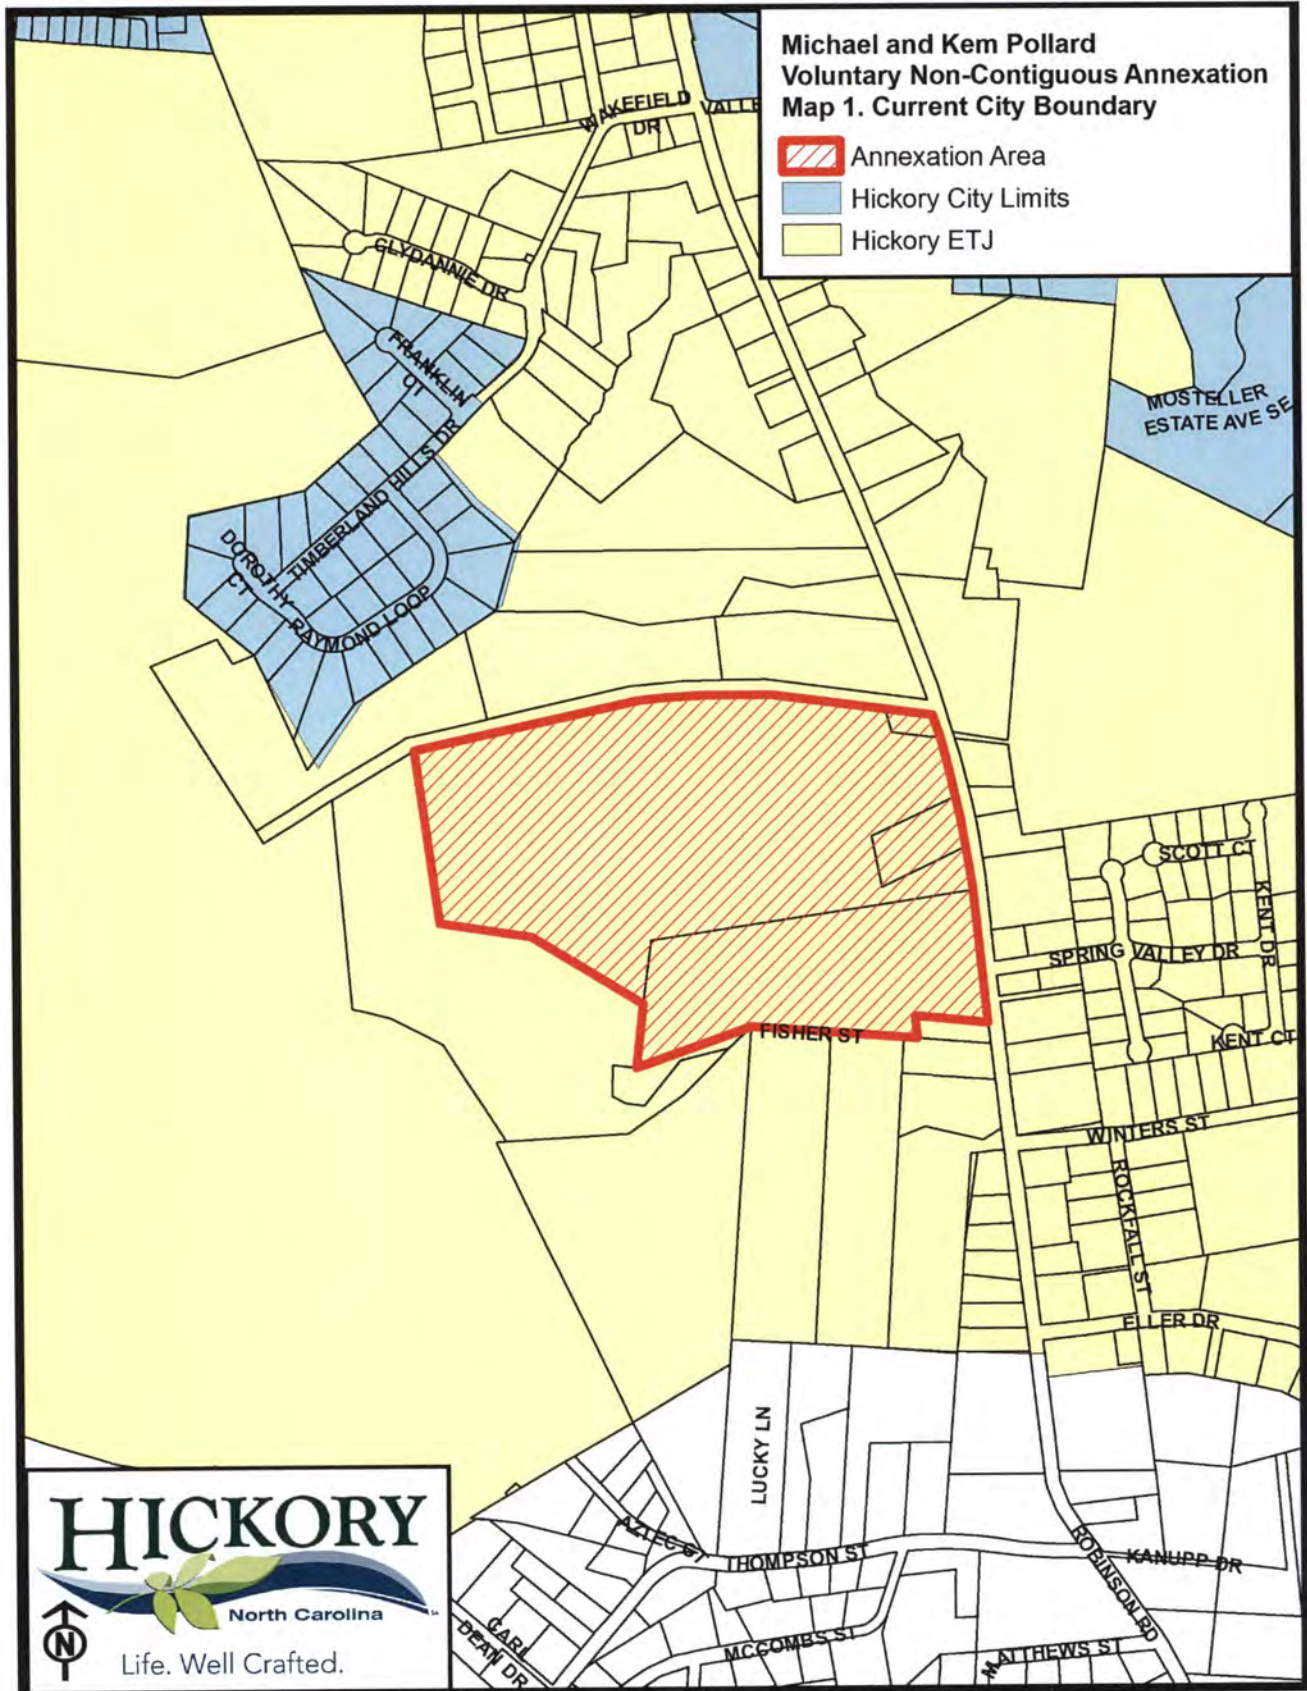 Michael and Kem Pollard
Voluntary Non-Contiguous Annexation
Map 1. Current City Boundary
Annexation Area
Hickory City Limits
Hickory ETJ
WAKEFIELD
DR
CLYDANNIE DR
FRANKLIN
CT
MOSTELLER
ESTATE AVE SE
TIMBERLAND HILLS DR
DOROTHY
CT
RAYMOND LOOP
SCOTT CT
KENT DR
SPRING VALLEY DR
FISHER ST
KENT CT
WINTERS ST
ROCKFALL ST
ELLER DR
LUCKY LN
AZTEC CT
THOMPSON ST
ROBINSON RD
KANUPP DR
CARL
DEAN DR
MCCOMBS ST
MATTHEWS ST
HICKORY
North Carolina
Life. Well Crafted.
N